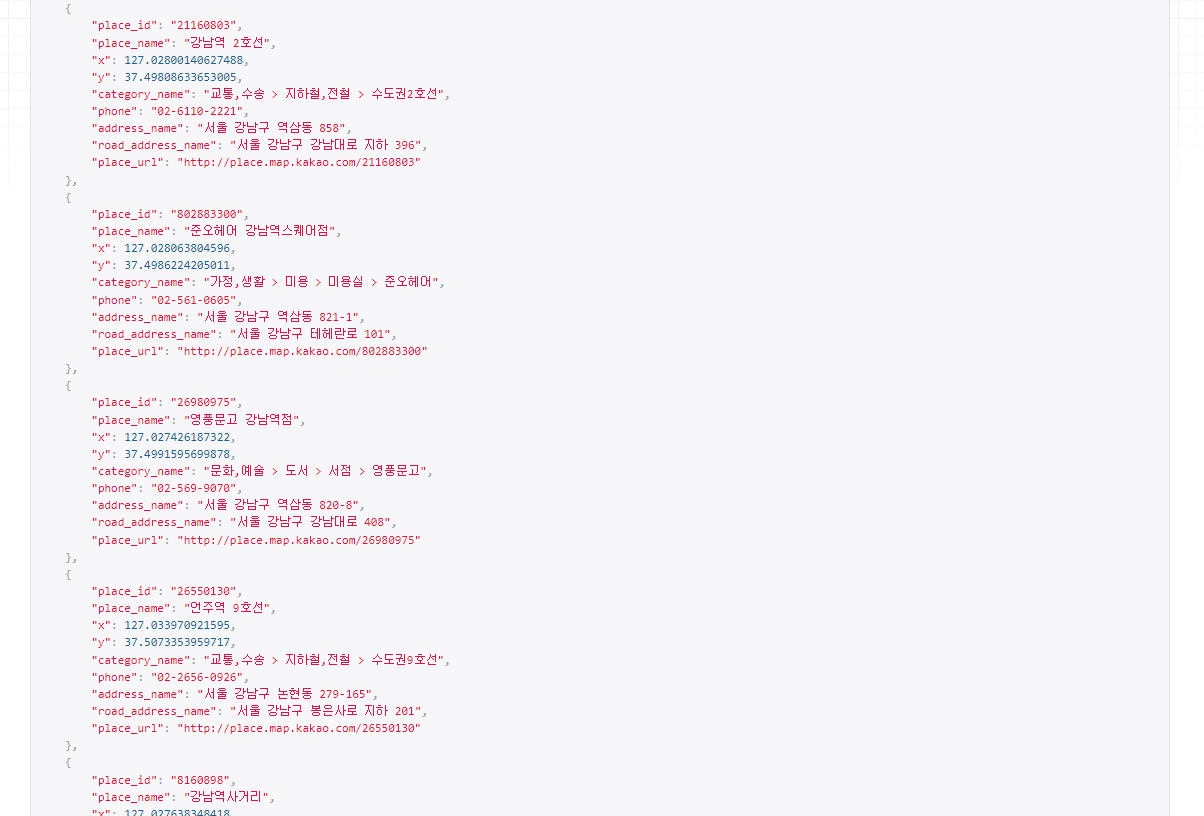 {
"place_id": "21160803",
"place_name": "강남역 2호선",
"x": 127.02800140627488,
"y": 37.49808633653005,
"category_name": "교통,수송 > 지하철,전철 > 수도권2호선",
"phone": "02-6110-2221",
"address_name": "서울 강남구 역삼동 858",
"road_address_name": "서울 강남구 강남대로 지하 396",
"place_url": "http://place.map.kakao.com/21160803"
},
{
"place_id": "802883300",
"place_name": "준오헤어 강남역스퀘어점",
"x": 127.028063804596,
"y": 37.4986224205011,
"category_name": "가정,생활 > 미용 > 미용실 > 준오헤어",
"phone": "02-561-0605",
"address_name": "서울 강남구 역삼동 821-1",
"road_address_name": "서울 강남구 테헤란로 101",
"place_url": "http://place.map.kakao.com/802883300"
},
{
"place_id": "26980975",
"place_name": "영풍문고 강남역점",
"x": 127.027426187322,
"y": 37.4991595699878,
"category_name": "문화,예술 > 도서 > 서점 > 영풍문고",
"phone": "02-569-9070",
"address_name": "서울 강남구 역삼동 820-8",
"road_address_name": "서울 강남구 강남대로 408",
"place_url": "http://place.map.kakao.com/26980975"
},
{
"place_id": "26550130",
"place_name": "언주역 9호선",
"x": 127.033970921595,
"y": 37.5073353959717,
"category_name": "교통,수송 > 지하철,전철 > 수도권9호선",
"phone": "02-2656-0926",
"address_name": "서울 강남구 논현동 279-165",
"road_address_name": "서울 강남구 봉은사로 지하 201",
"place_url": "http://place.map.kakao.com/26550130"
},
{
"place_id": "8160898",
"place_name": "강남역사거리",
"x": 127.027638348418,